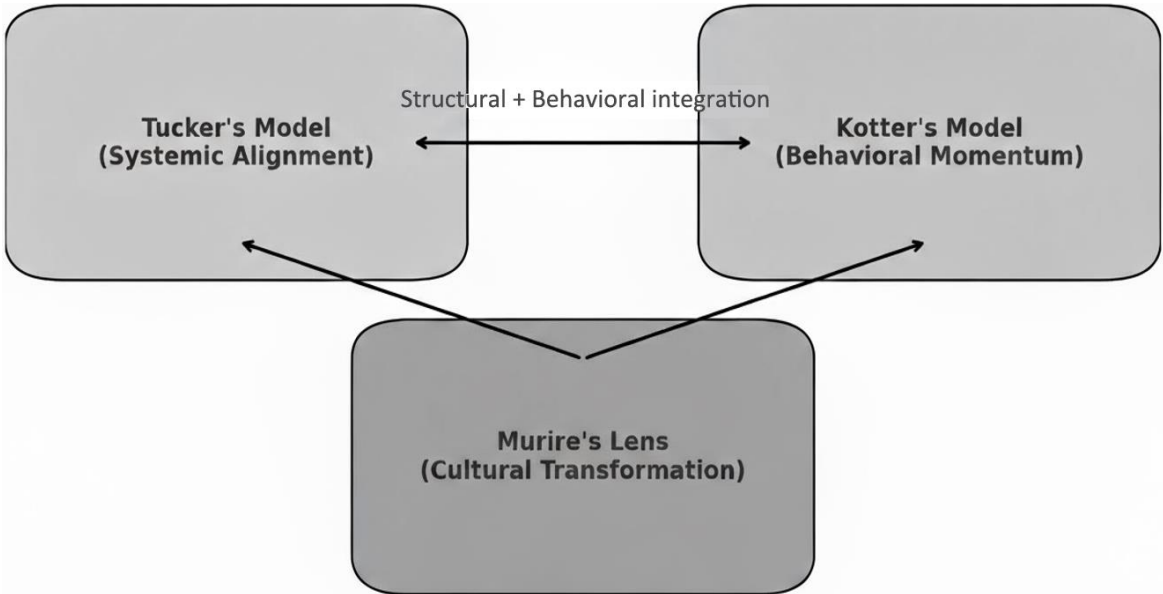 Structural + Behavioral integration
Tucker's Model
(Systemic Alignment)
Kotter's Model
(Behavioral Momentum)
Murire's Lens
(Cultural Transformation)